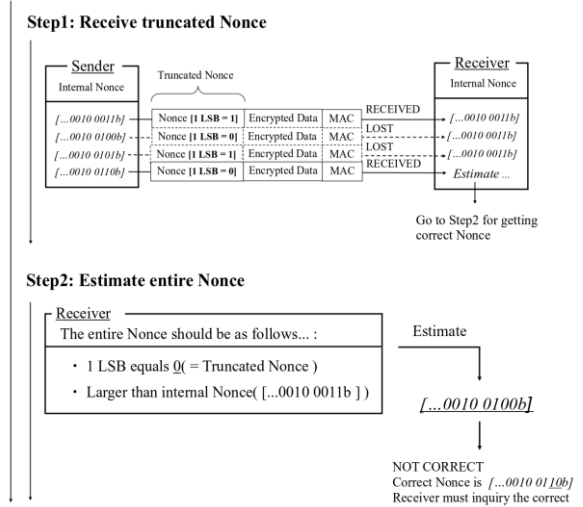 Step1: Receive truncated Nonce
Sender
Internal Nonce
Truncated Nonce
Receiver
Internal Nonce
[...0010 0011b] Nonce [1 LSB = 1] Encrypted Data MAC RECEIVED [...0010 0011b]
[...0010 0100b] Nonce [1 LSB = 0] Encrypted Data MAC LOST [...0010 0011b]
[...0010 0101b] Nonce [1 LSB = 1] Encrypted Data MAC LOST [...0010 0011b]
[...0010 0110b] Nonce [1 LSB = 0] Encrypted Data MAC RECEIVED Estimate ...
Go to Step2 for getting
correct Nonce
Step2: Estimate entire Nonce
Receiver
The entire Nonce should be as follows... :
・ 1 LSB equals 0( = Truncated Nonce )
・ Larger than internal Nonce( [...0010 0011b ] )
Estimate
[...0010 0100b]
NOT CORRECT
Correct Nonce is [...0010 0110b]
Receiver must inquiry the correct